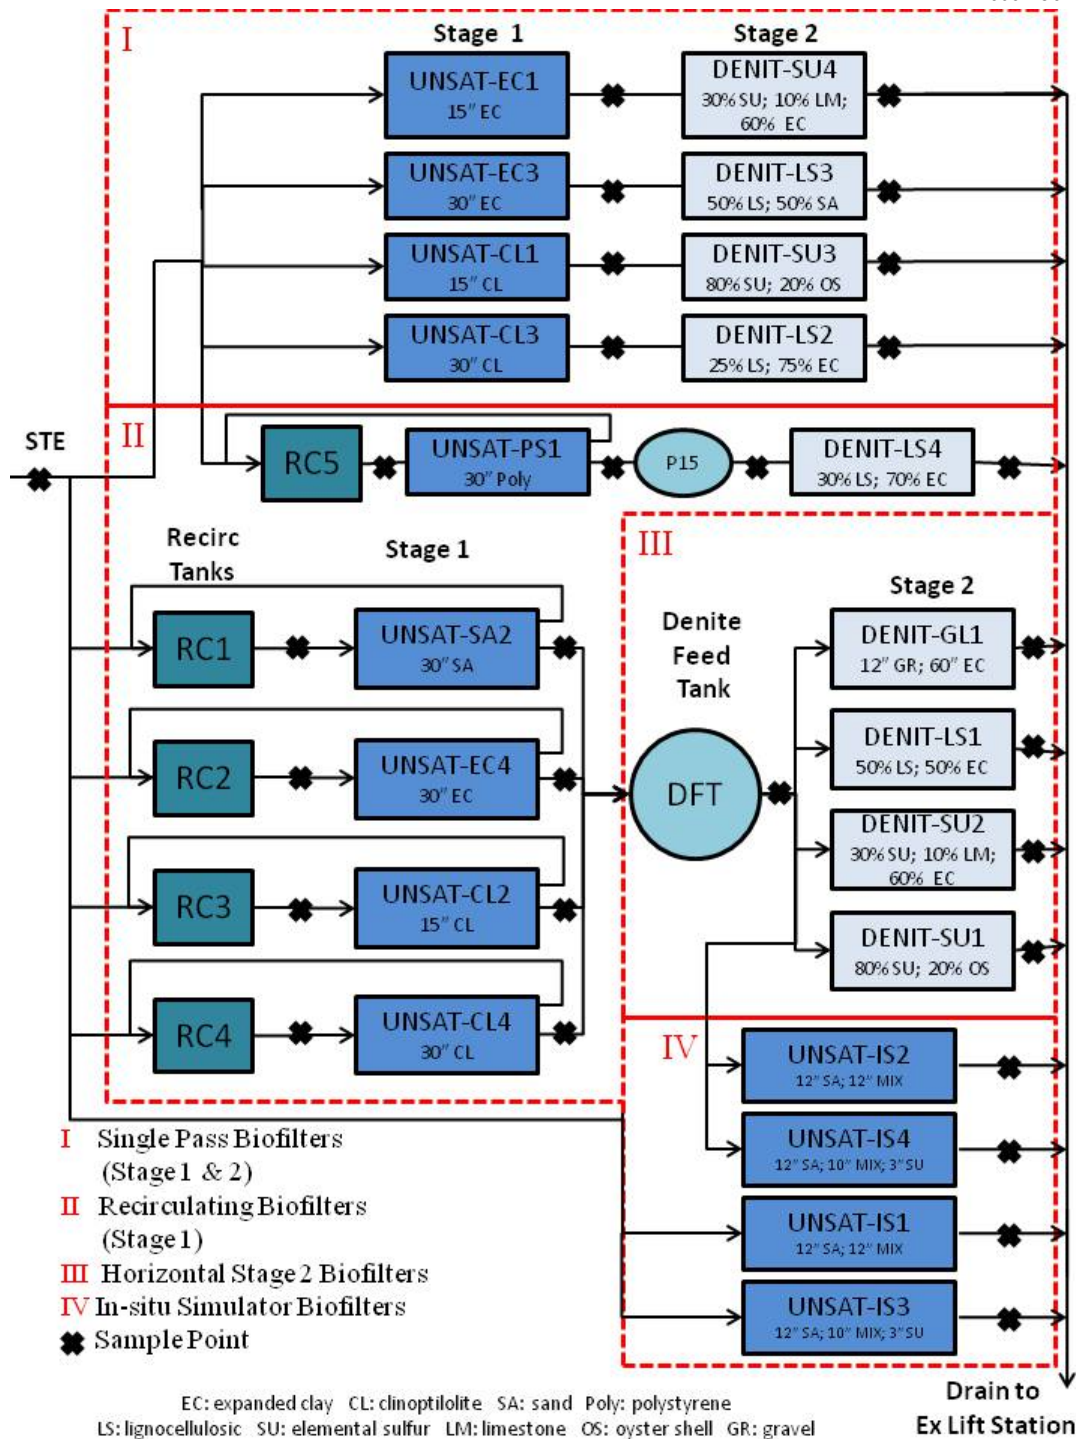 I
Stage 1
Stage 2
UNSAT-EC1
15" EC
DENIT-SU4
30% SU; 10% LM;
60% EC
UNSAT-EC3
30" EC
DENIT-LS3
50% LS; 50% SA
UNSAT-CL1
15" CL
DENIT-SU3
80% SU; 20% OS
UNSAT-CL3
30" CL
DENIT-LS2
25% LS; 75% EC
STE
II
RC5
UNSAT-PS1
30" Poly
P15
DENIT-LS4
30% LS; 70% EC
Recirc
Tanks
Stage 1
III
Denite
Feed
Tank
Stage 2
RC1
UNSAT-SA2
30" SA
DENIT-GL1
12" GR; 60" EC
RC2
UNSAT-EC4
30" EC
DFT
DENIT-LS1
50% LS; 50% EC
DENIT-SU2
30% SU; 10% LM;
60% EC
RC3
UNSAT-CL2
15" CL
DENIT-SU1
80% SU; 20% OS
RC4
UNSAT-CL4
30" CL
IV
UNSAT-IS2
12" SA; 12" MIX
UNSAT-IS4
12" SA; 10" MIX; 3" SU
UNSAT-IS1
12" SA; 12" MIX
UNSAT-IS3
12" SA; 10" MIX; 3" SU
I Single Pass Biofilters
(Stage 1 & 2)
II Recirculating Biofilters
(Stage 1)
III Horizontal Stage 2 Biofilters
IV In-situ Simulator Biofilters
Sample Point
Drain to
Ex Lift Station
EC: expanded clay CL: clinoptilolite SA: sand Poly: polystyrene
LS: lignocellulosic SU: elemental sulfur LM: limestone OS: oyster shell GR: gravel